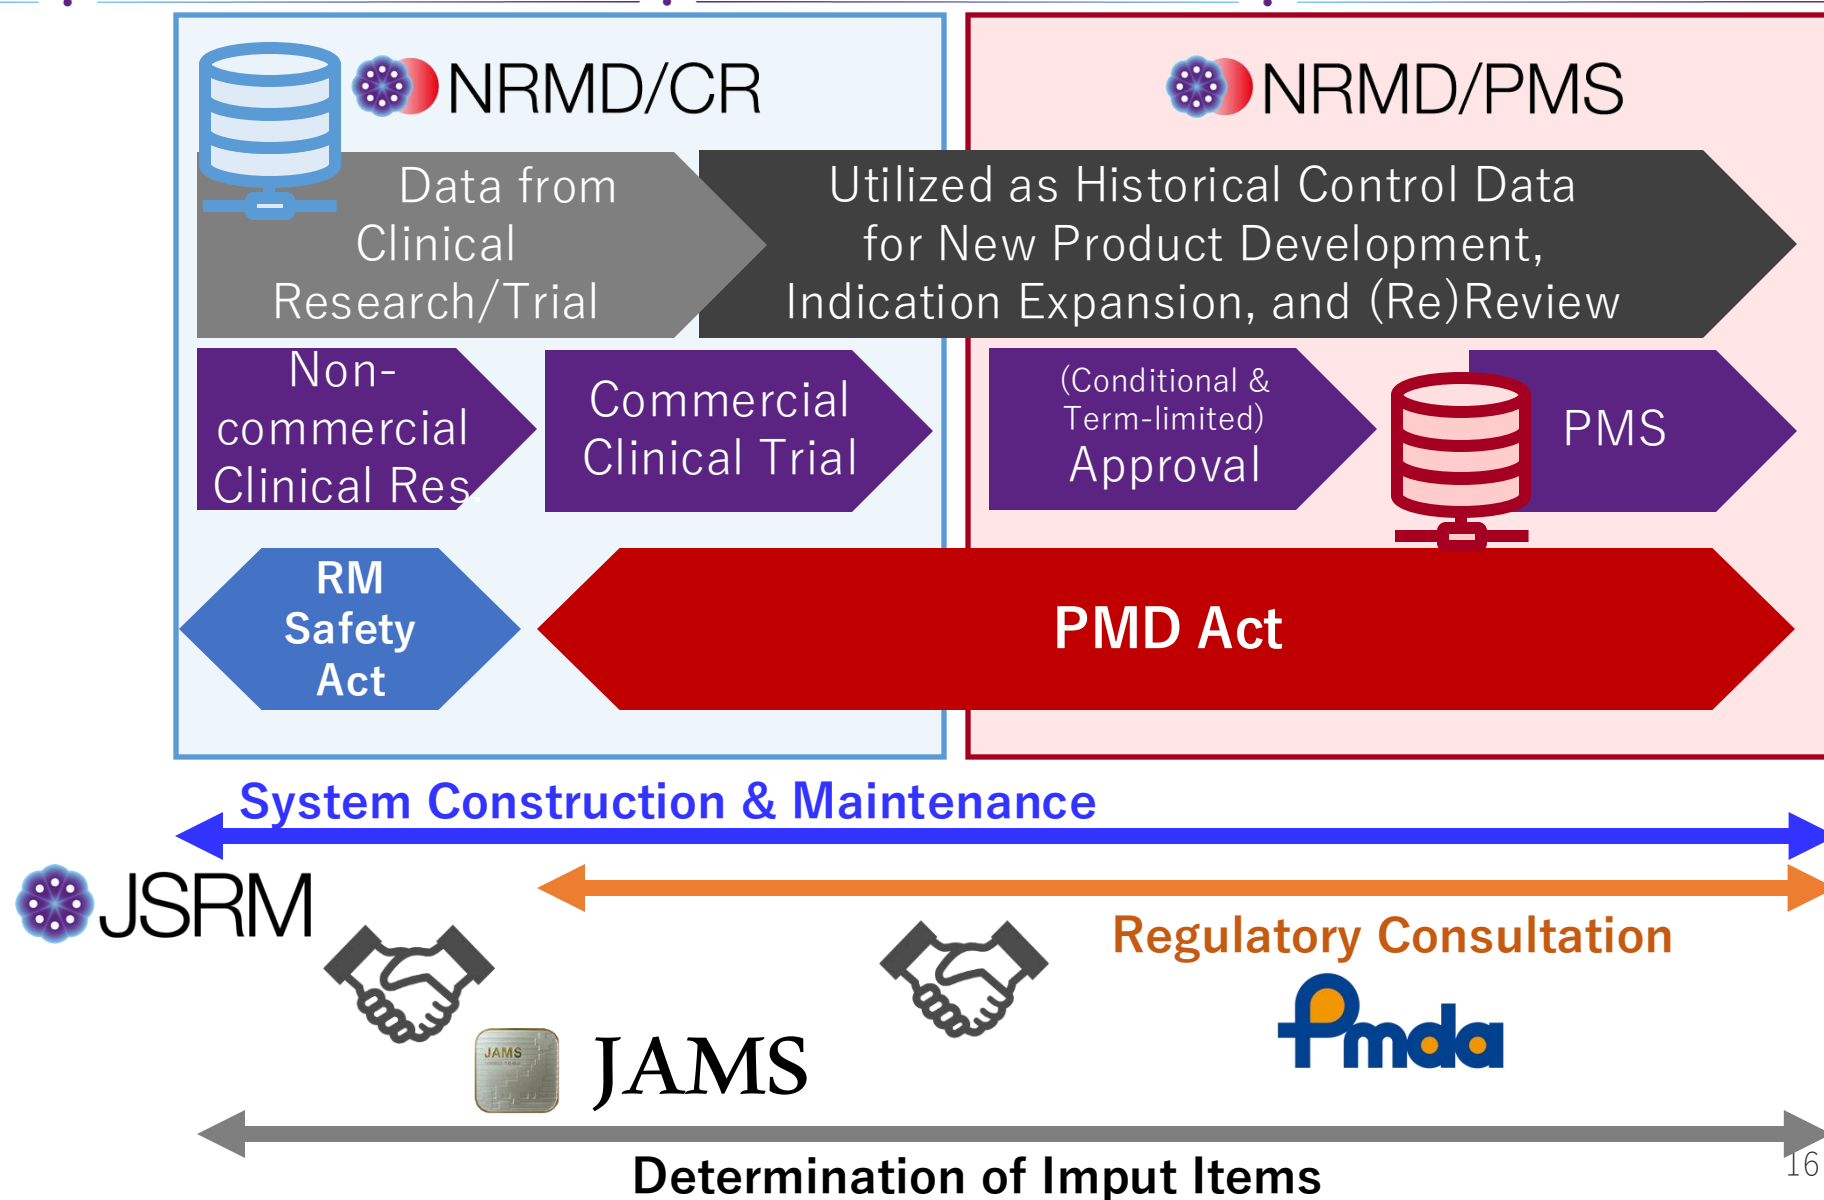 NRMD/CR
NRMD/PMS
Data from
Clinical
Research/Trial
Utilized as Historical Control Data
for New Product Development,
Indication Expansion, and (Re)Review
Non-
commercial
Clinical Res.
Commercial
Clinical Trial
(Conditional &
Term-limited)
Approval
PMS
RM
Safety
Act
PMD Act
System Construction & Maintenance
JSRM
Regulatory Consultation
Pmda
JAMS
JAMS
Determination of Imput Items
16